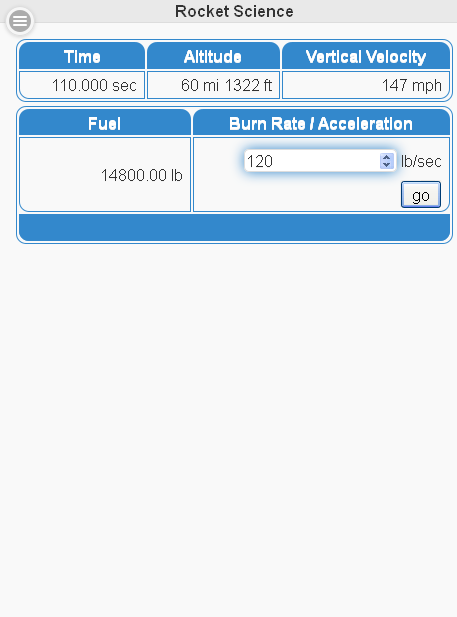 Rocket Science
Time Altitude Vertical Velocity
110.000 sec 60 mi 1322 ft 147 mph
Fuel Burn Rate / Acceleration
14800.00 lb 120 lb/sec
go